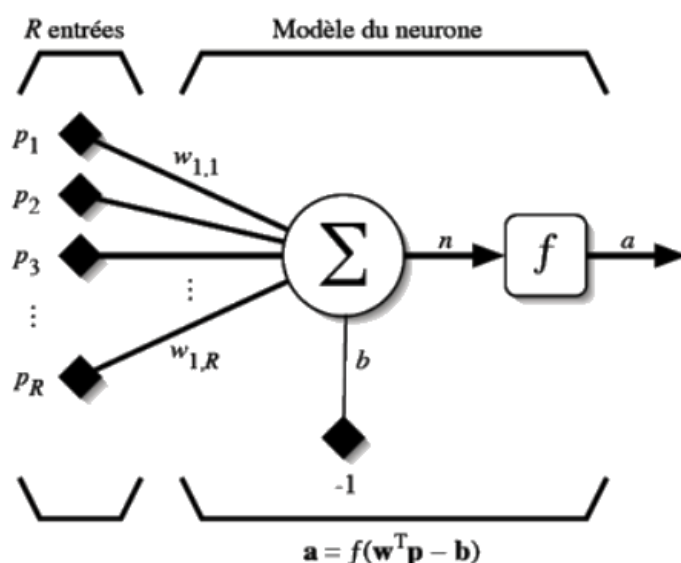 R entrées
Modèle du neurone
p1
w1,1
p2
p3
n
f
a
Σ
⋮
⋮
w1,R
pR
b
-1
a = f(wᵀp − b)